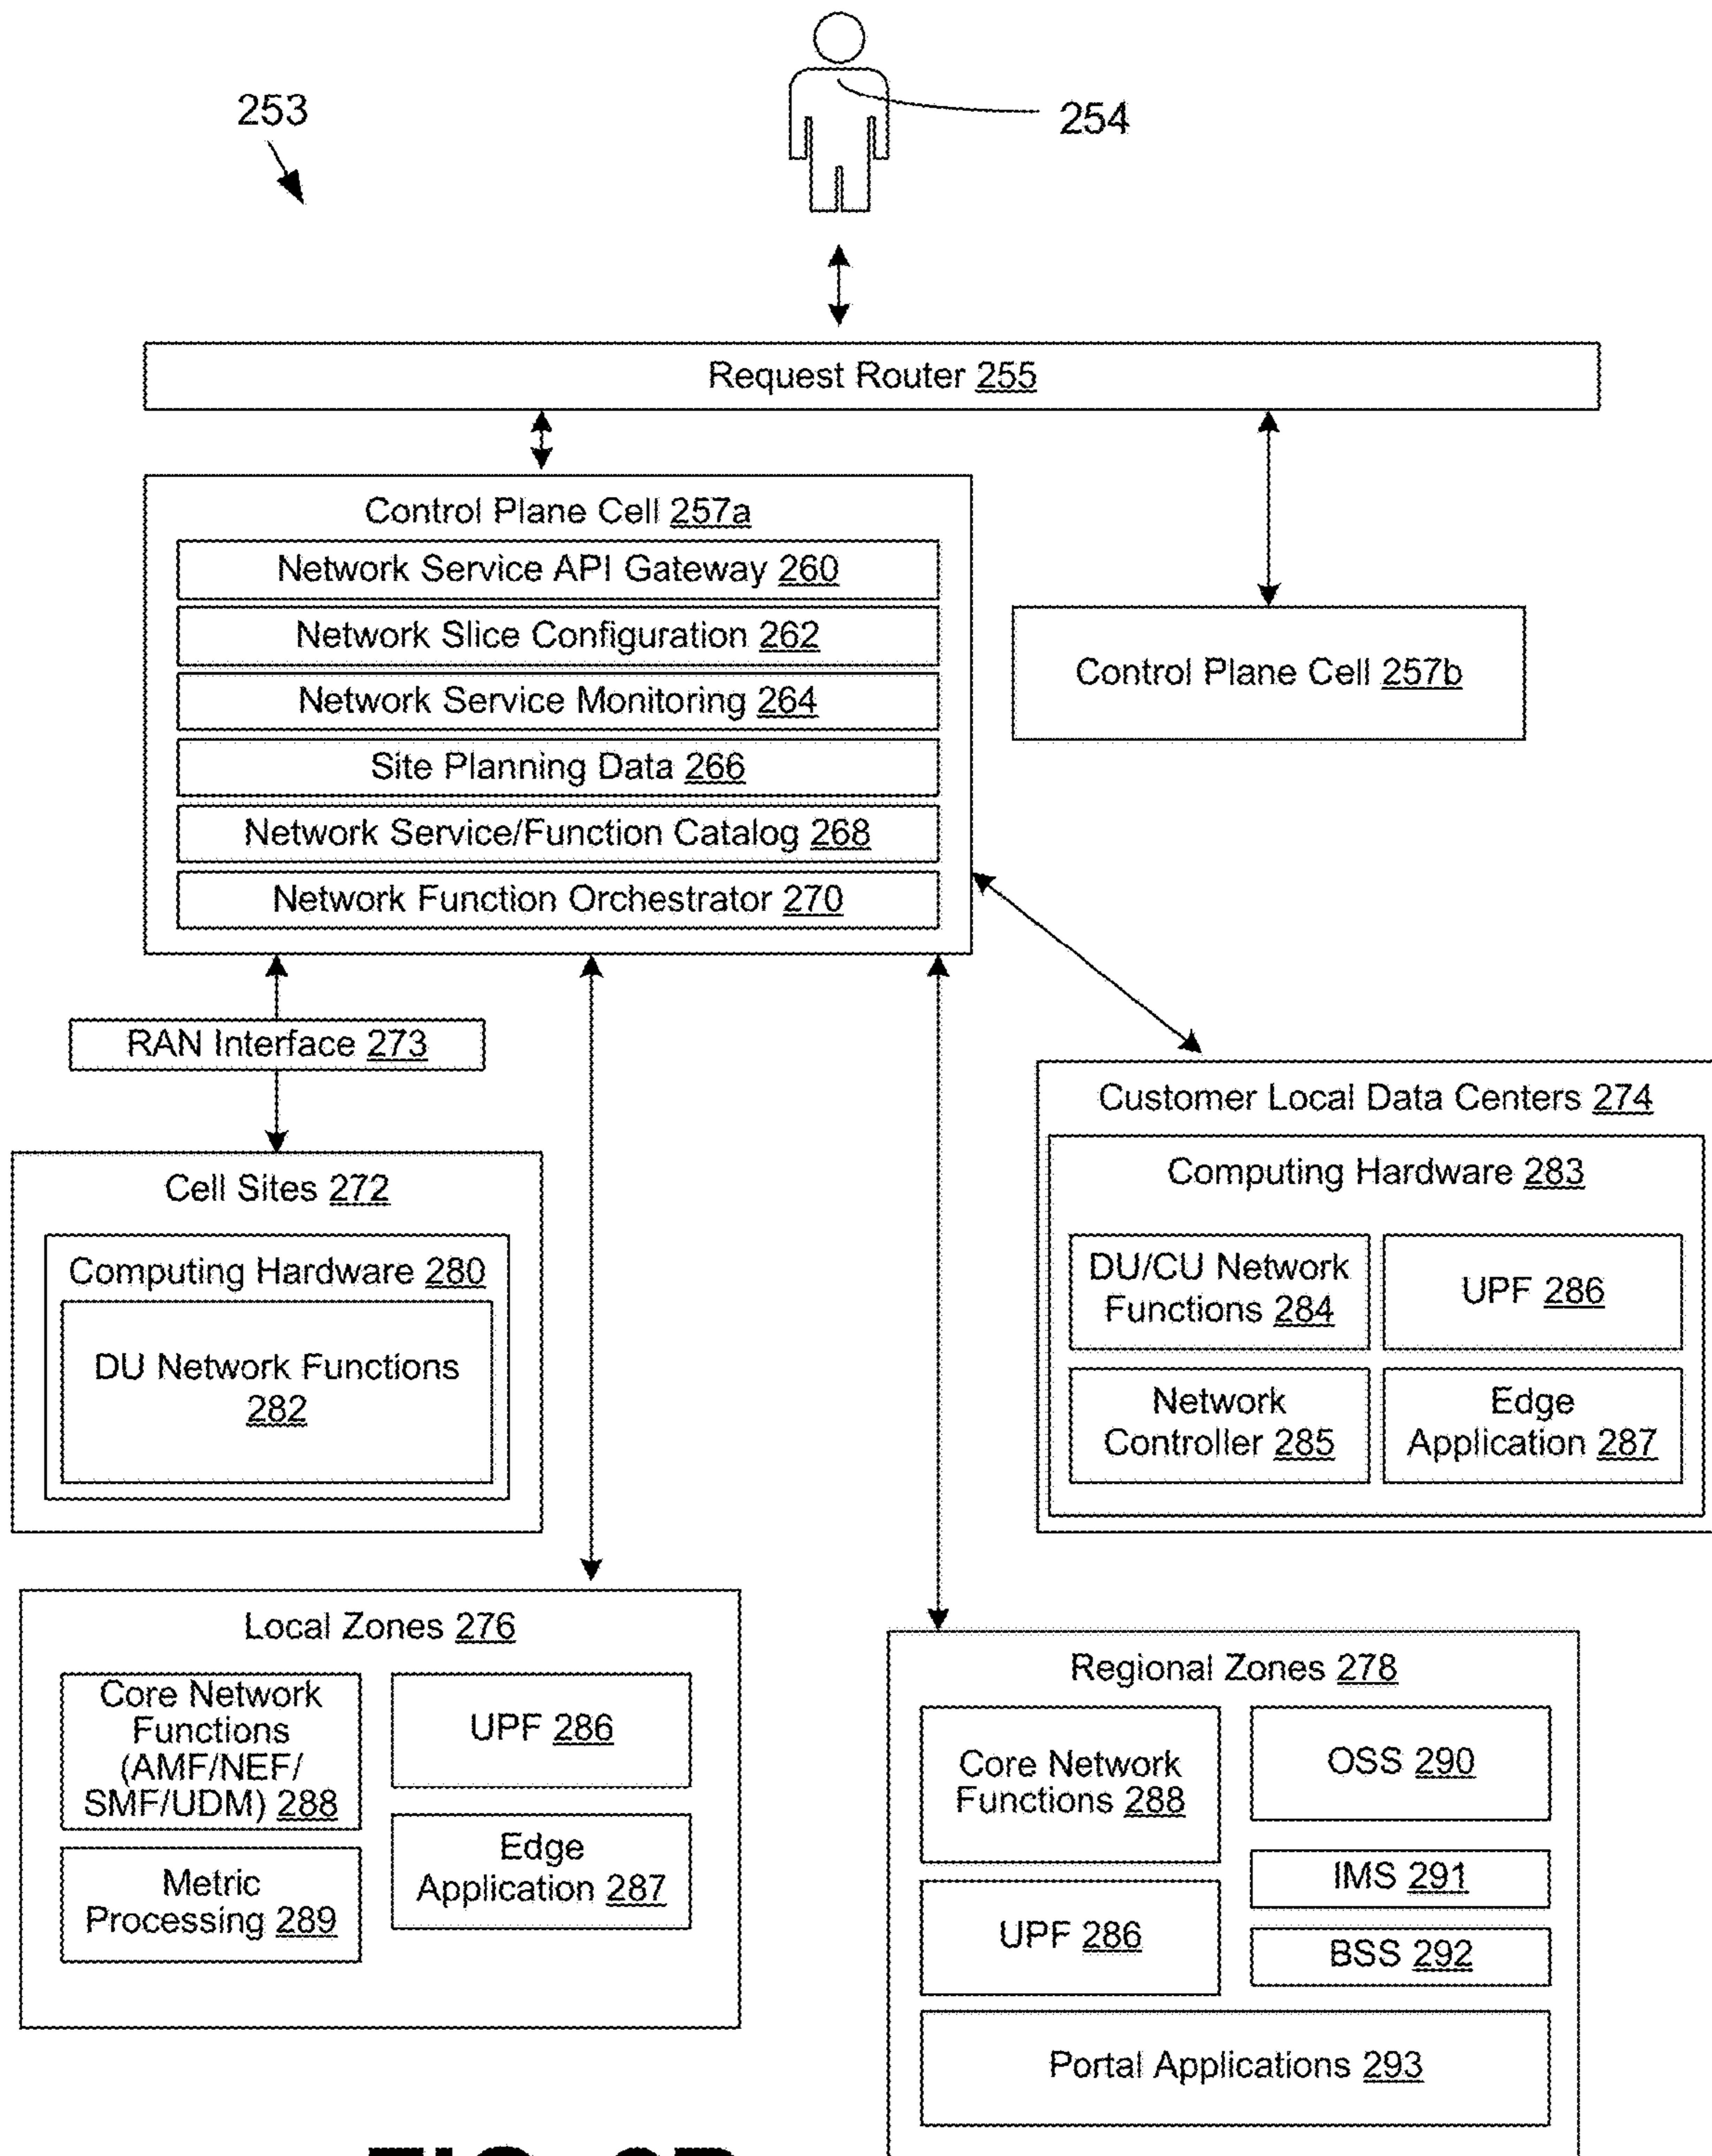 253
254
Request Router 255
Control Plane Cell 257a
Network Service API Gateway 260
Network Slice Configuration 262
Network Service Monitoring 264
Site Planning Data 266
Network Service/Function Catalog 268
Network Function Orchestrator 270
Control Plane Cell 257b
RAN Interface 273
Cell Sites 272
Computing Hardware 280
DU Network Functions
282
Customer Local Data Centers 274
Computing Hardware 283
DU/CU Network
Functions 284
UPF 286
Network
Controller 285
Edge
Application 287
Local Zones 276
Core Network
Functions
(AMF/NEF/
SMF/UDM) 288
UPF 286
Metric
Processing 289
Edge
Application 287
Regional Zones 278
Core Network
Functions 288
OSS 290
IMS 291
UPF 286
BSS 292
Portal Applications 293